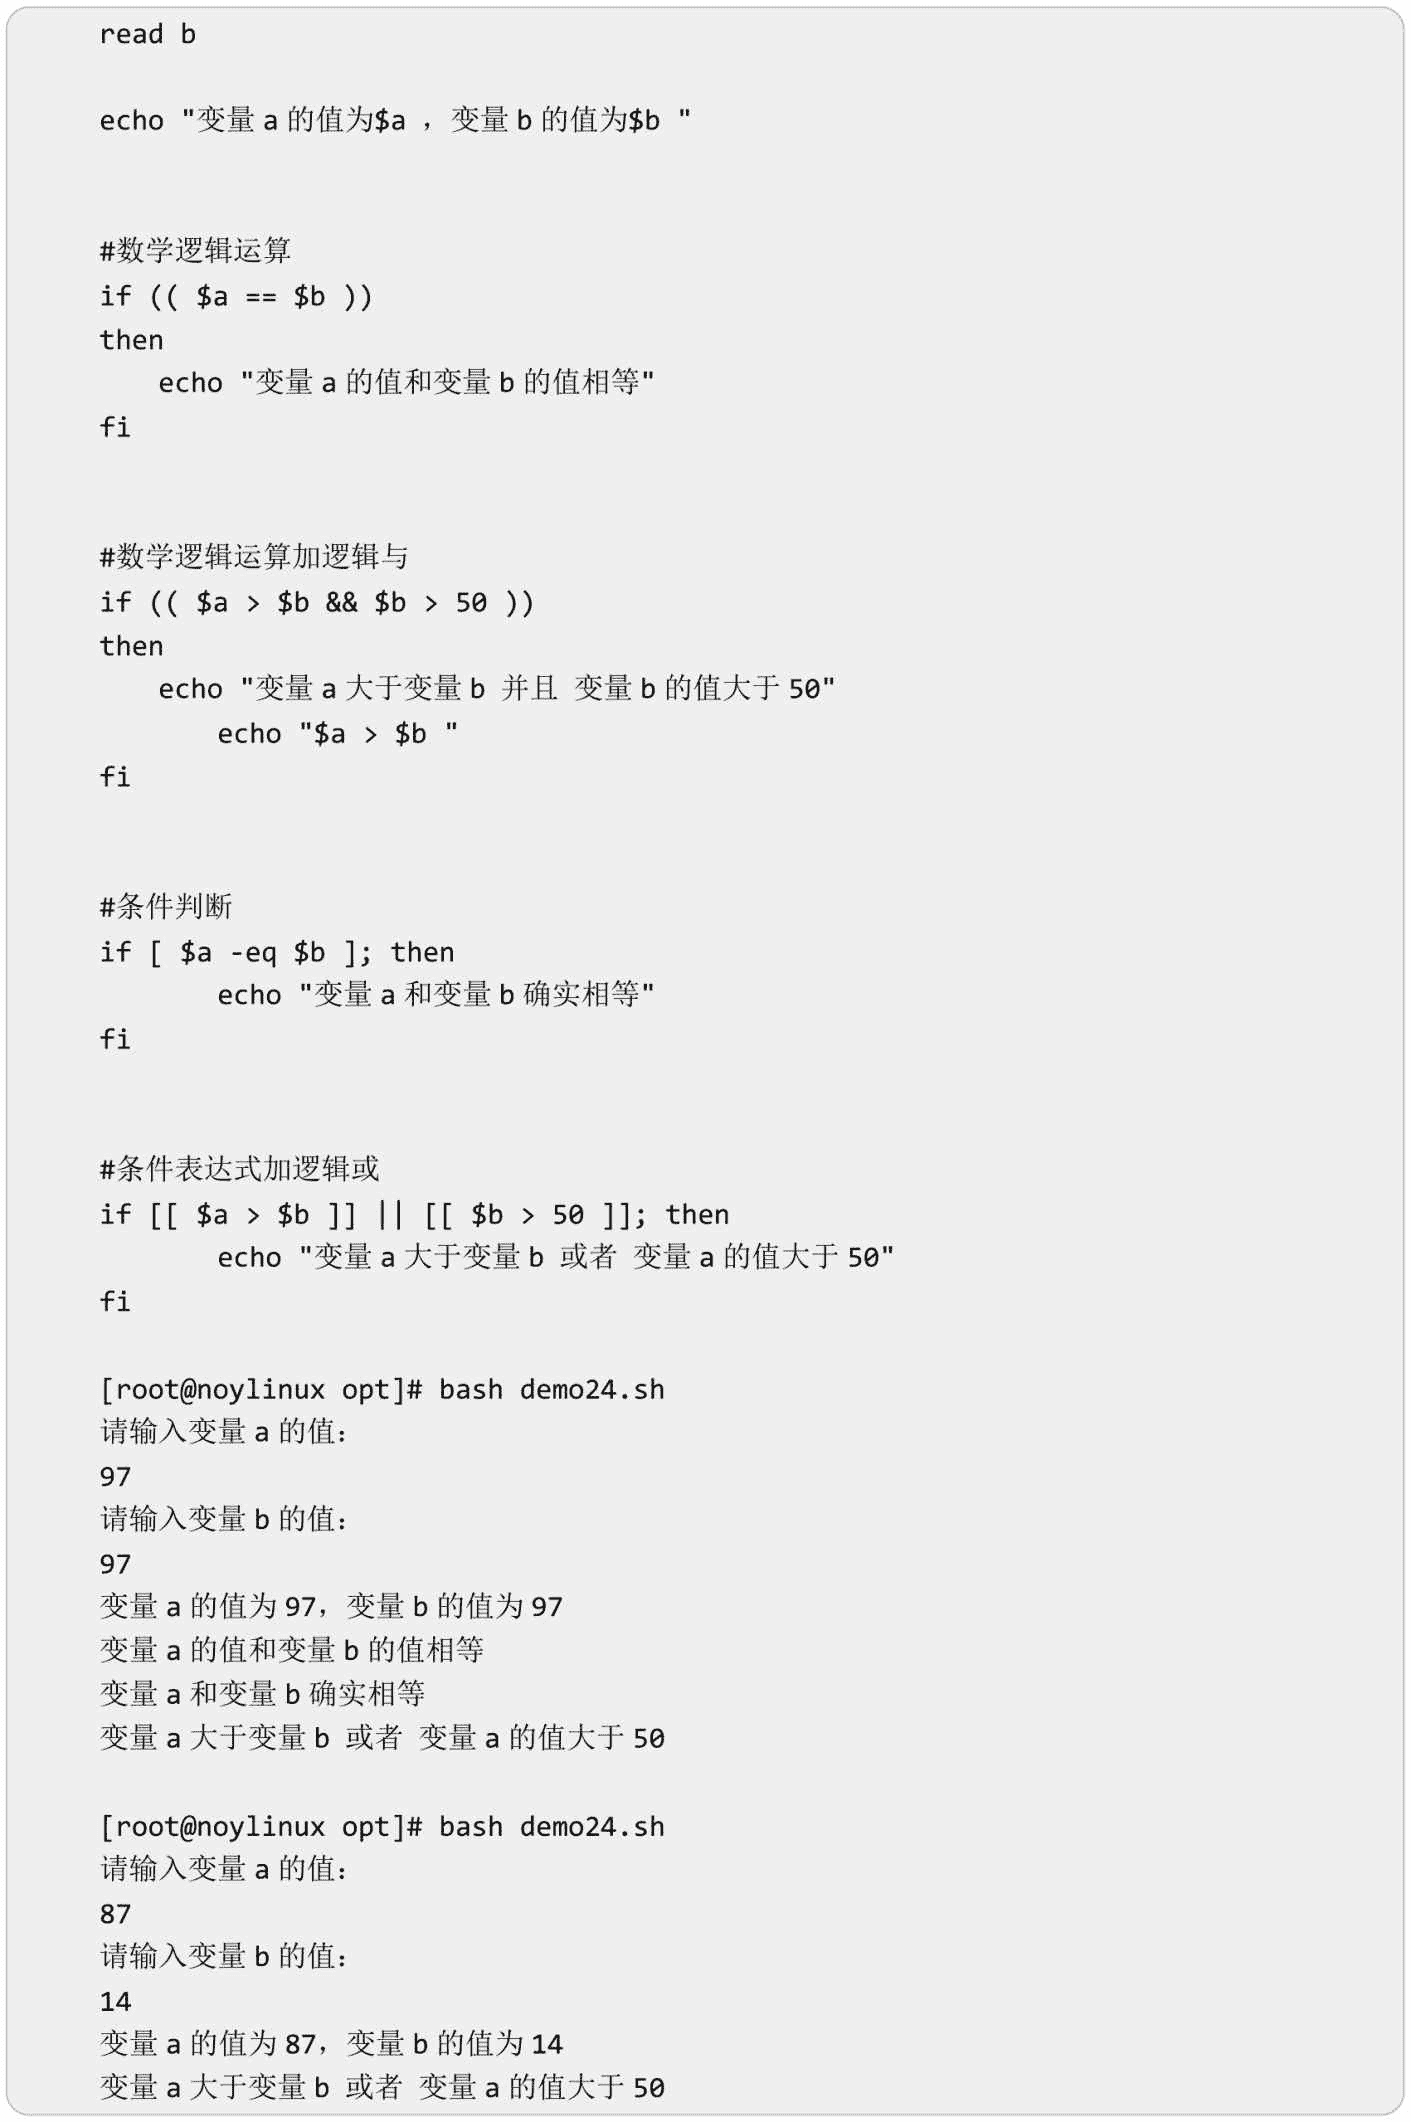 read b
echo "变量 a 的值为$a ，变量 b 的值为$b "
#数学逻辑运算
if (( $a == $b ))
then
echo "变量 a 的值和变量 b 的值相等"
fi
#数学逻辑运算加逻辑与
if (( $a > $b && $b > 50 ))
then
echo "变量 a 大于变量 b 并且 变量 b 的值大于 50"
echo "$a > $b "
fi
#条件判断
if [ $a -eq $b ]; then
echo "变量 a 和变量 b 确实相等"
fi
#条件表达式加逻辑或
if [[ $a > $b ]] || [[ $b > 50 ]]; then
echo "变量 a 大于变量 b 或者 变量 a 的值大于 50"
fi
[root@noylinux opt]# bash demo24.sh
请输入变量 a 的值：
97
请输入变量 b 的值：
97
变量 a 的值为 97，变量 b 的值为 97
变量 a 的值和变量 b 的值相等
变量 a 和变量 b 确实相等
变量 a 大于变量 b 或者 变量 a 的值大于 50
[root@noylinux opt]# bash demo24.sh
请输入变量 a 的值：
87
请输入变量 b 的值：
14
变量 a 的值为 87，变量 b 的值为 14
变量 a 大于变量 b 或者 变量 a 的值大于 50